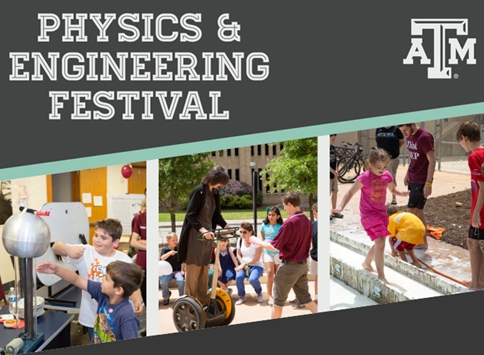 PHYSICS &
ENGINEERING
FESTIVAL
ATM
®